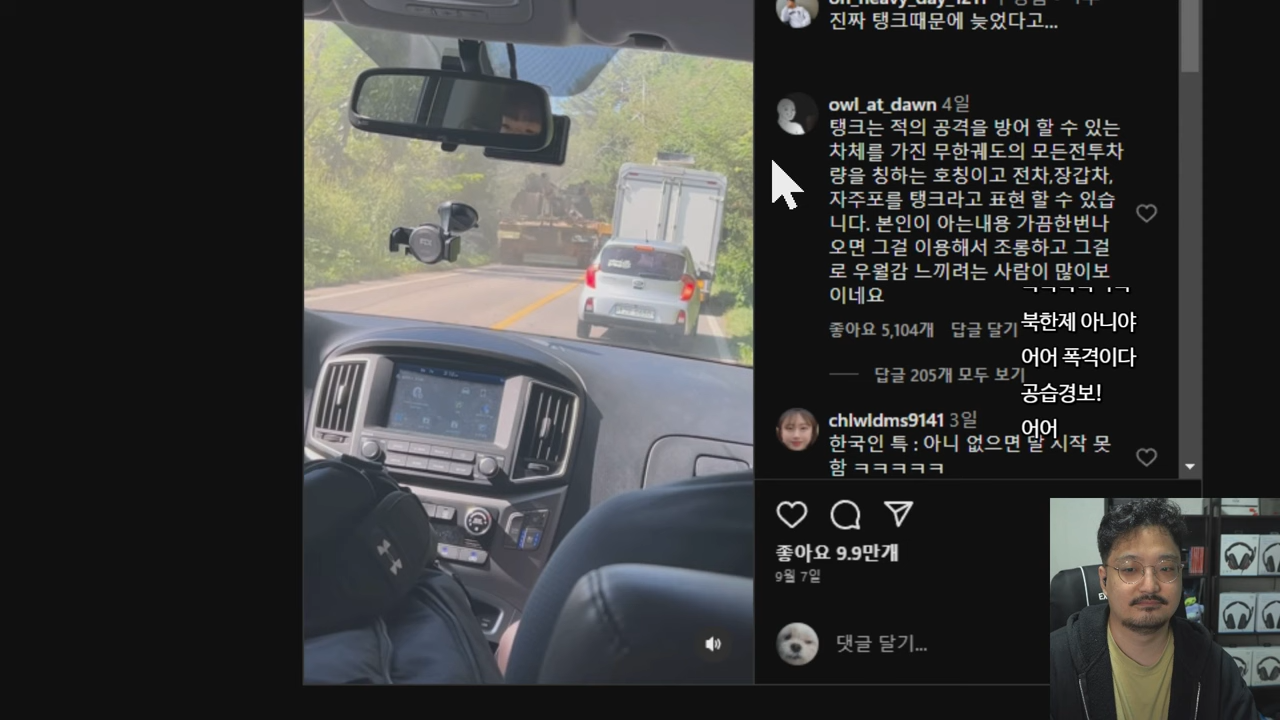 진짜 탱크때문에 늦었다고...
owl_at_dawn 4일
탱크는 적의 공격을 방어 할 수 있는
차체를 가진 무한궤도의 모든전투차
량을 칭하는 호칭이고 전차,장갑차,
자주포를 탱크라고 표현 할 수 있습
니다. 본인이 아는내용 가끔한번나
오면 그걸 이용해서 조롱하고 그걸
로 우월감 느끼려는 사람이 많이보
이네요
좋아요 5,104개 답글 달기
답글 205개 모두 보기
북한제 아니야
어어 폭격이다
공습경보!
어어
chlwldms9141 3일
한국인 특 : 아니 없으면 말 시작 못
함 ㅋㅋㅋㅋㅋ
좋아요 9.9만개
9월 7일
댓글 달기...